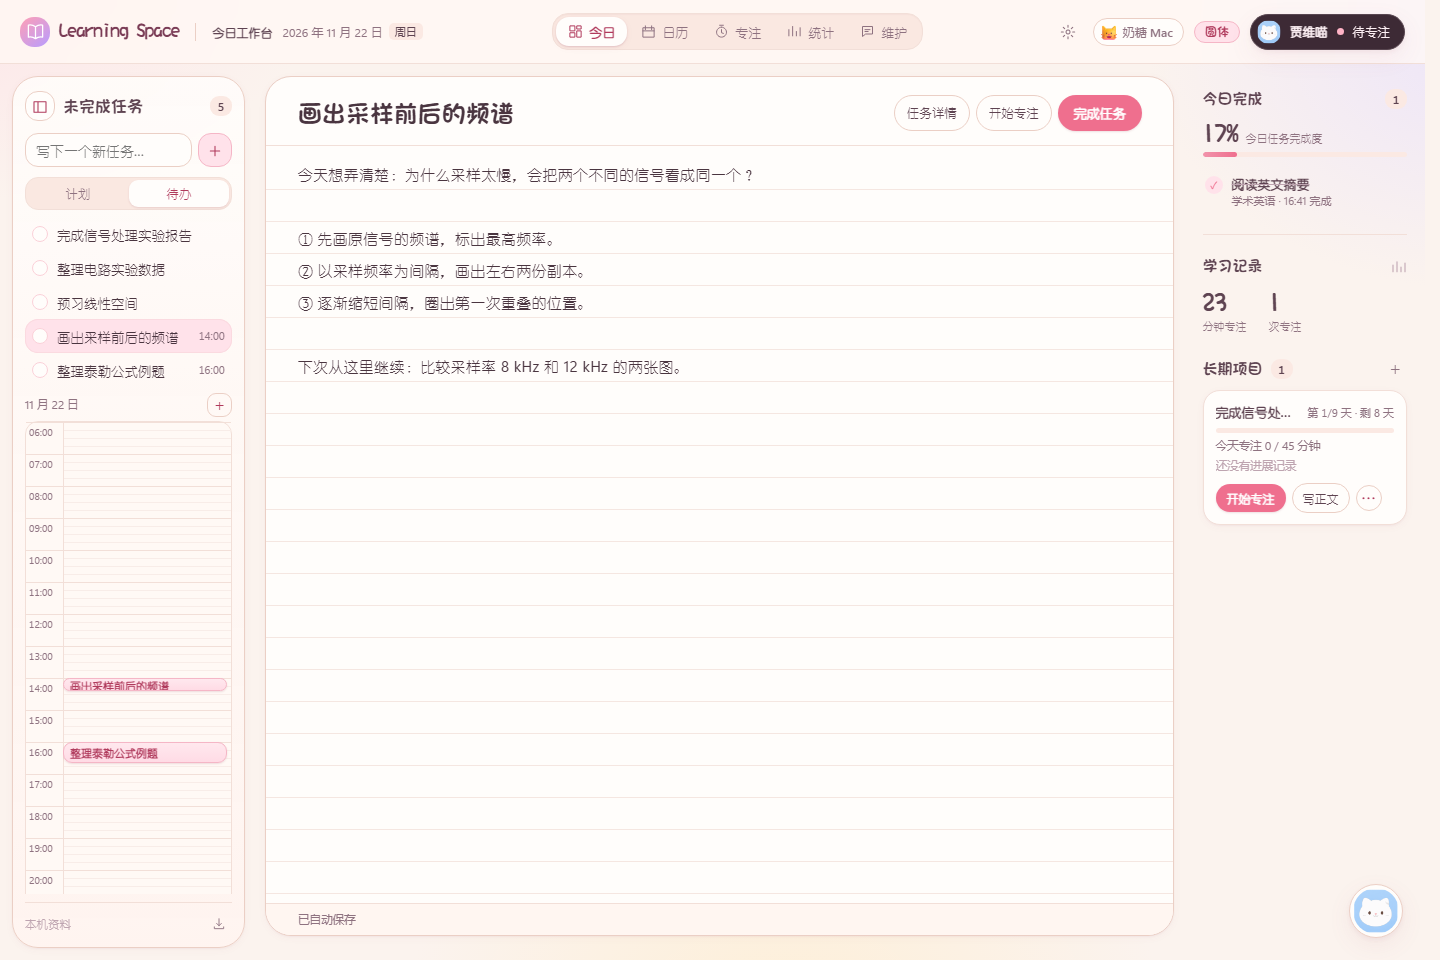 Learning Space
今日工作台 2026 年 11 月 22 日 周日
今日 日历 专注 统计 维护
奶糖 Mac
圆体
贾维喵 待专注
未完成任务 5
写下一个新任务...
计划 待办
完成信号处理实验报告
整理电路实验数据
预习线性空间
画出采样前后的频谱 14:00
整理泰勒公式例题 16:00
11 月 22 日
06:00
07:00
08:00
09:00
10:00
11:00
12:00
13:00
14:00 画出采样前后的频谱
15:00
16:00 整理泰勒公式例题
17:00
18:00
19:00
20:00
本机资料
画出采样前后的频谱
任务详情 开始专注 完成任务
今天想弄清楚：为什么采样太慢，会把两个不同的信号看成同一个？
① 先画原信号的频谱，标出最高频率。
② 以采样频率为间隔，画出左右两份副本。
③ 逐渐缩短间隔，圈出第一次重叠的位置。
下次从这里继续：比较采样率 8 kHz 和 12 kHz 的两张图。
已自动保存
今日完成 1
17% 今日任务完成度
阅读英文摘要
学术英语 · 16:41 完成
学习记录
23 1
分钟专注 次专注
长期项目 1
完成信号处... 第 1/9 天 · 剩 8 天
今天专注 0 / 45 分钟
还没有进展记录
开始专注 写正文